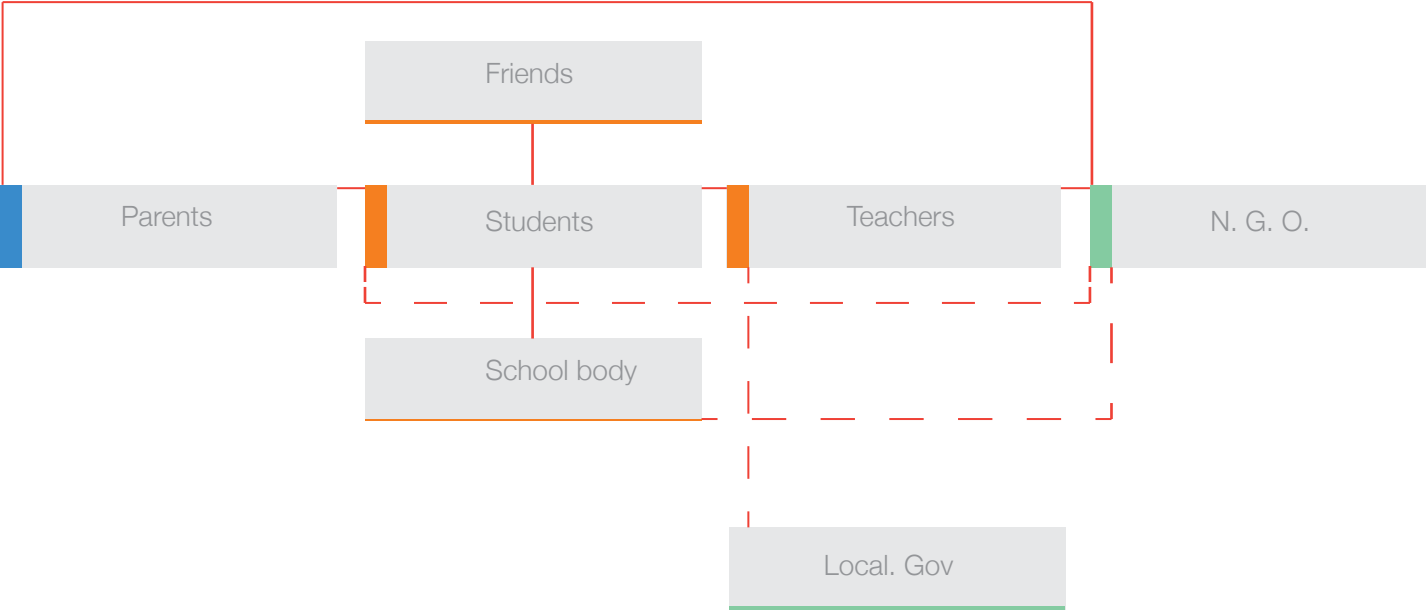 Friends
Parents
Students
Teachers
N. G. O.
School body
Local. Gov